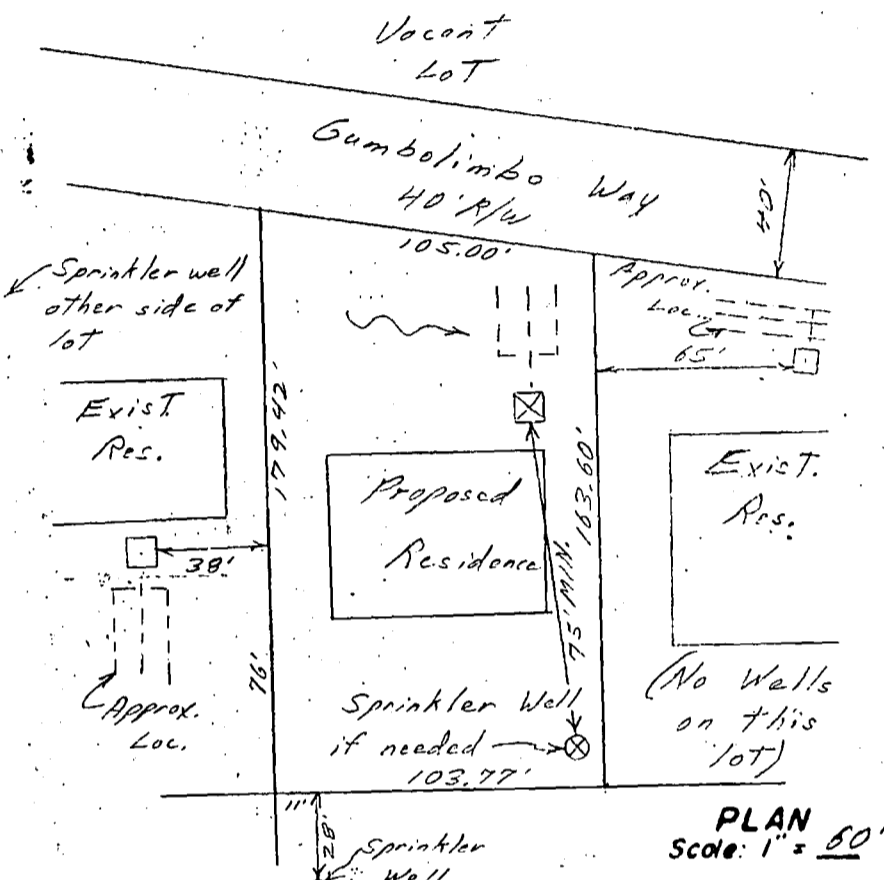 Vacant
Lot
Gumbolimbo Way
40' R/W
105.00'
40'
Sprinkler well
other side of
lot
Approx.
Loc.
65'
Exist.
Res.
179.42'
Proposed
Residence
163.60'
75' MIN.
Exist.
Res.
38'
76'
Approx.
Loc.
Sprinkler Well
if needed
103.77'
(No Wells
on this
lot)
11'
28'
Sprinkler
Well
PLAN
Scale: 1" = 60'